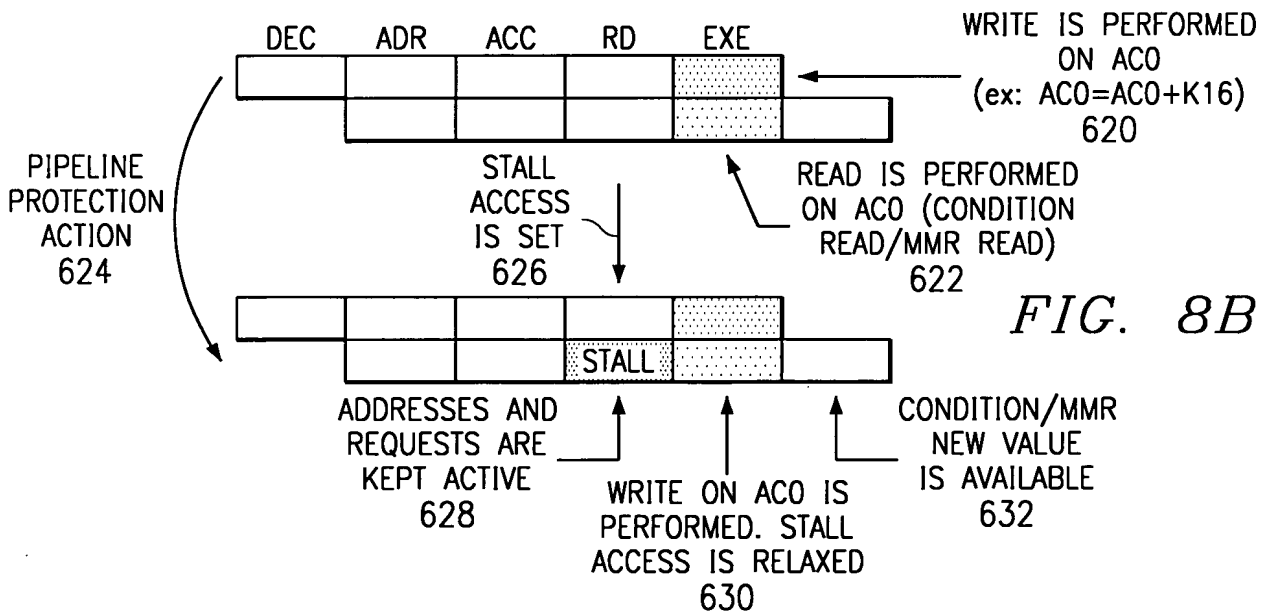 DEC ADR ACC RD EXE
WRITE IS PERFORMED
ON AC0
(ex: AC0=AC0+K16)
620
PIPELINE
PROTECTION
ACTION
624
STALL
ACCESS
IS SET
626
READ IS PERFORMED
ON AC0 (CONDITION
READ/MMR READ)
622
FIG. 8B
STALL
ADDRESSES AND
REQUESTS ARE
KEPT ACTIVE
628
WRITE ON AC0 IS
PERFORMED. STALL
ACCESS IS RELAXED
630
CONDITION/MMR
NEW VALUE
IS AVAILABLE
632